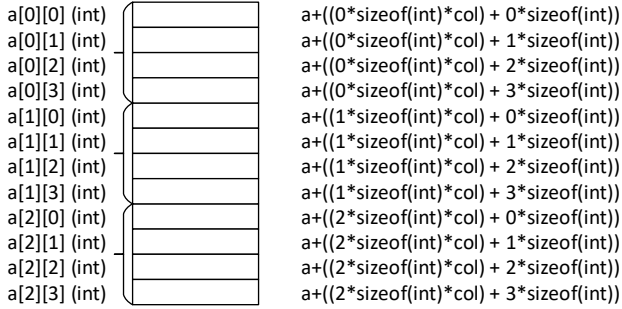 a[0][0] (int) a+((0*sizeof(int)*col) + 0*sizeof(int))
a[0][1] (int) a+((0*sizeof(int)*col) + 1*sizeof(int))
a[0][2] (int) a+((0*sizeof(int)*col) + 2*sizeof(int))
a[0][3] (int) a+((0*sizeof(int)*col) + 3*sizeof(int))
a[1][0] (int) a+((1*sizeof(int)*col) + 0*sizeof(int))
a[1][1] (int) a+((1*sizeof(int)*col) + 1*sizeof(int))
a[1][2] (int) a+((1*sizeof(int)*col) + 2*sizeof(int))
a[1][3] (int) a+((1*sizeof(int)*col) + 3*sizeof(int))
a[2][0] (int) a+((2*sizeof(int)*col) + 0*sizeof(int))
a[2][1] (int) a+((2*sizeof(int)*col) + 1*sizeof(int))
a[2][2] (int) a+((2*sizeof(int)*col) + 2*sizeof(int))
a[2][3] (int) a+((2*sizeof(int)*col) + 3*sizeof(int))